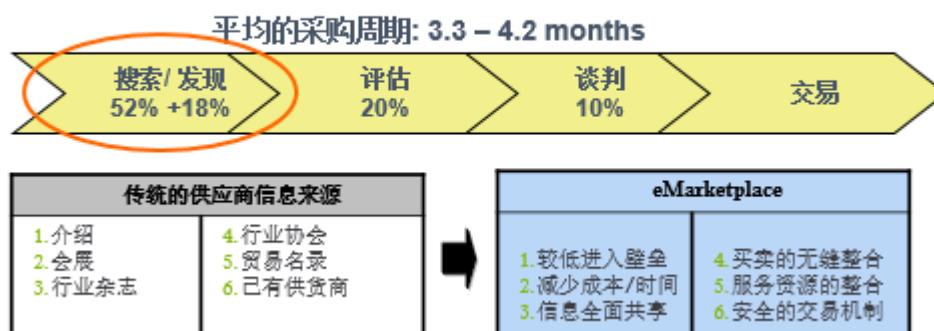 平均的采购周期: 3.3 – 4.2 months
搜索/发现
52% +18%
评估
20%
谈判
10%
交易
传统的供应商信息来源
1.介绍
2.会展
3.行业杂志
4.行业协会
5.贸易名录
6.已有供货商
eMarketplace
1.较低进入壁垒
2.减少成本/时间
3.信息全面共享
4.买卖的无缝整合
5.服务资源的整合
6.安全的交易机制